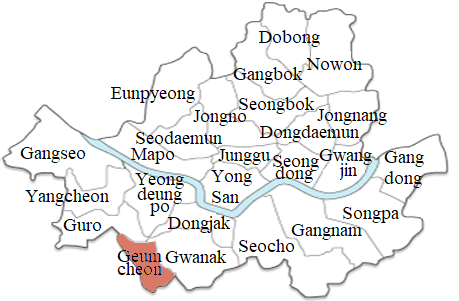 Dobong
Nowon
Gangbok
Eunpyeong
Seongbok
Jongno
Jongnang
Dongdaemun
Seodaemun
Mapo
Junggu
Gangseo
Seong
dong
Gwang
jin
Gang
dong
Yong
San
Yeong
deung
po
Yangcheon
Songpa
Guro
Dongjak
Gangnam
Seocho
Geum
cheon
Gwanak